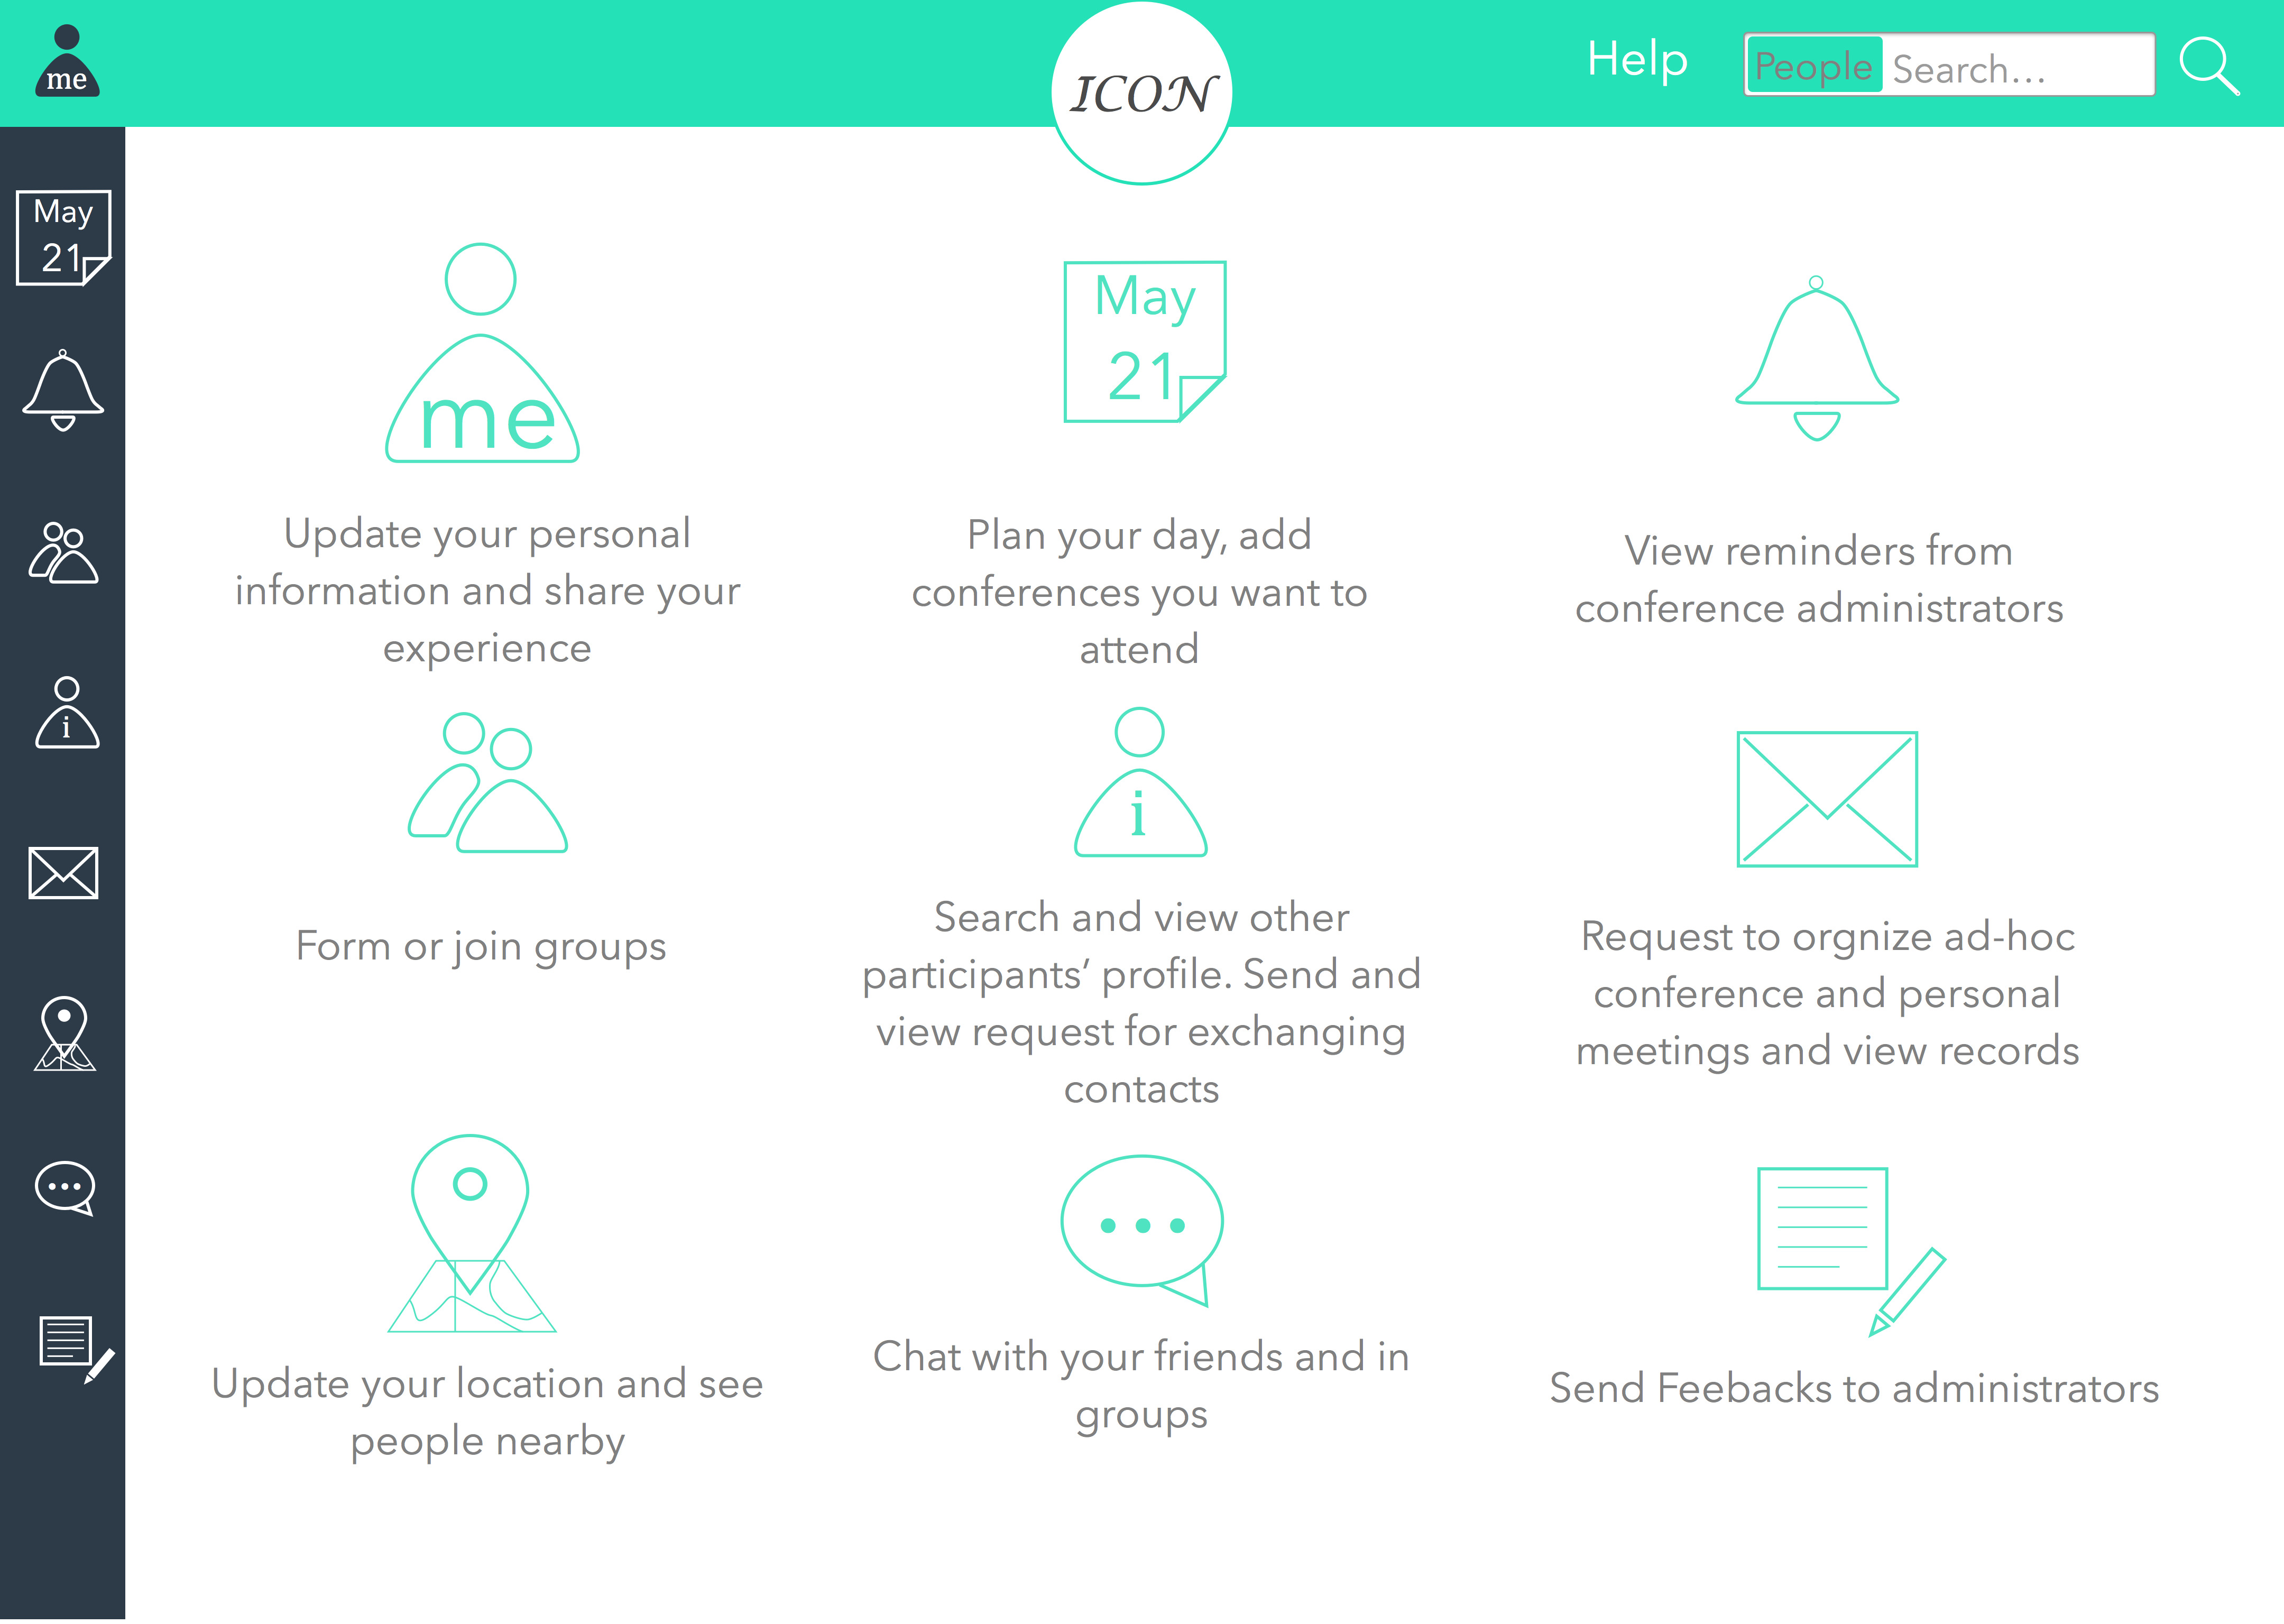 me
ICON
Help
People
Search...
May
21
i
me
Update your personal
information and share your
experience
May
21
Plan your day, add
conferences you want to
attend
View reminders from
conference administrators
Form or join groups
i
Search and view other
participants’ profile. Send and
view request for exchanging
contacts
Request to orgnize ad-hoc
conference and personal
meetings and view records
Update your location and see
people nearby
Chat with your friends and in
groups
Send Feebacks to administrators